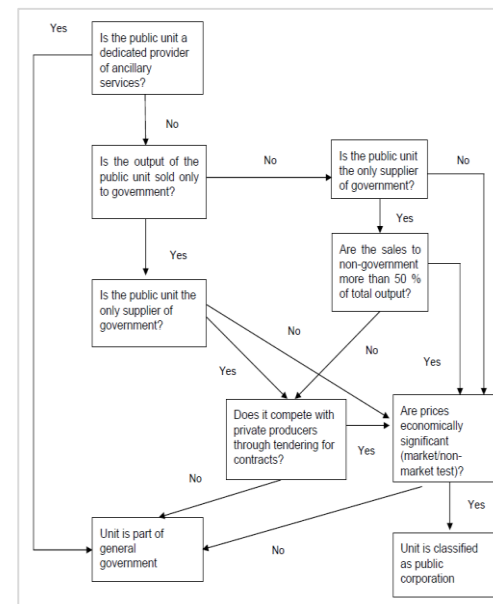 Yes
Is the public unit a
dedicated provider
of ancillary
services?
No
Is the output of the
public unit sold only
to government?
No
Is the public unit
the only supplier
of government?
No
Yes
Yes
Are the sales to
non-government
more than 50 %
of total output?
Is the public unit the
only supplier of
government?
No
No
Yes
Yes
Does it compete with
private producers
through tendering for
contracts?
Yes
Are prices
economically
significant
(market/non-
market test)?
No
Yes
Unit is part of
general
government
No
Unit is classified
as public
corporation